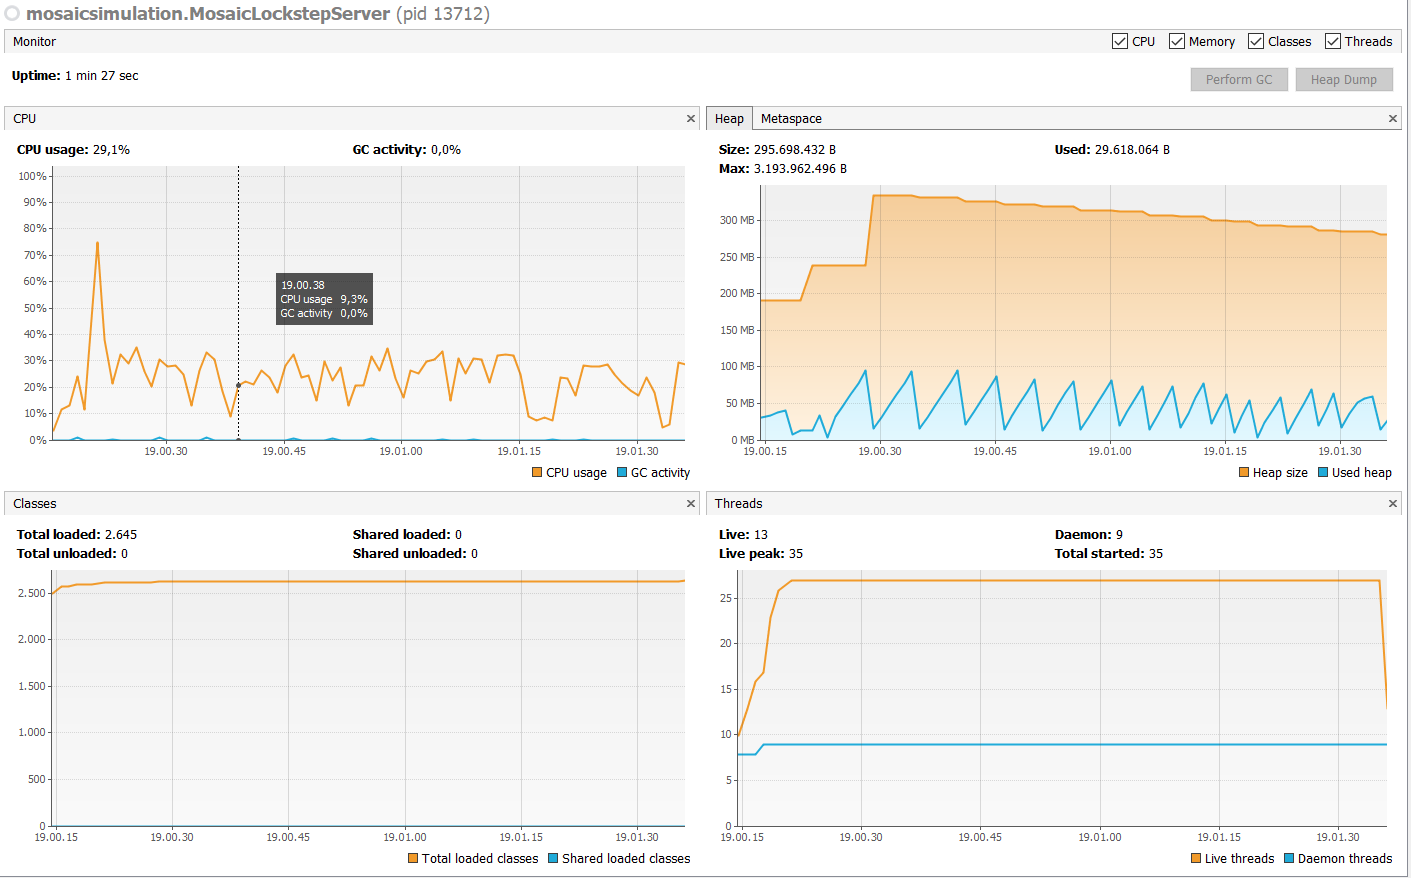 mosaicsimulation.MosaicLockstepServer (pid 13712)
Monitor
CPU Memory Classes Threads
Uptime: 1 min 27 sec
Perform GC Heap Dump
CPU
CPU usage: 29,1% GC activity: 0,0%
100%
90%
80%
70%
60%
50%
40%
30%
20%
10%
0%
19.00.38
CPU usage 9,3%
GC activity 0,0%
19.00.30 19.00.45 19.01.00 19.01.15 19.01.30
CPU usage GC activity
Heap Metaspace
Size: 295.698.432 B Used: 29.618.064 B
Max: 3.193.962.496 B
300 MB
250 MB
200 MB
150 MB
100 MB
50 MB
0 MB
19.00.15 19.00.30 19.00.45 19.01.00 19.01.15 19.01.30
Heap size Used heap
Classes
Total loaded: 2.645 Shared loaded: 0
Total unloaded: 0 Shared unloaded: 0
2.500
2.000
1.500
1.000
500
0
19.00.15 19.00.30 19.00.45 19.01.00 19.01.15 19.01.30
Total loaded classes Shared loaded classes
Threads
Live: 13 Daemon: 9
Live peak: 35 Total started: 35
25
20
15
10
5
0
19.00.15 19.00.30 19.00.45 19.01.00 19.01.15 19.01.30
Live threads Daemon threads